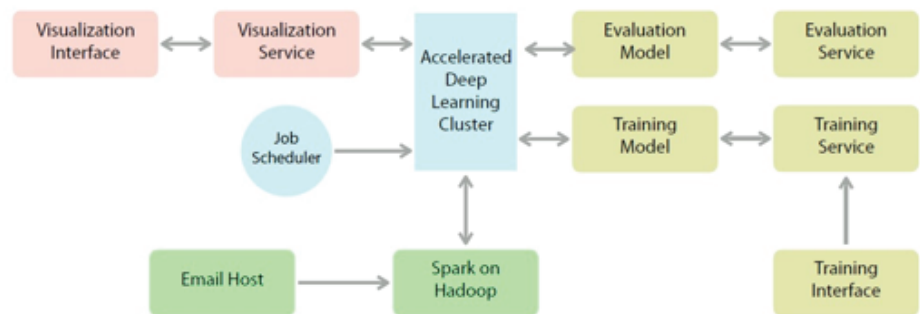 Visualization
Interface
Visualization
Service
Accelerated
Deep
Learning
Cluster
Evaluation
Model
Evaluation
Service
Job
Scheduler
Training
Model
Training
Service
Email Host
Spark on
Hadoop
Training
Interface